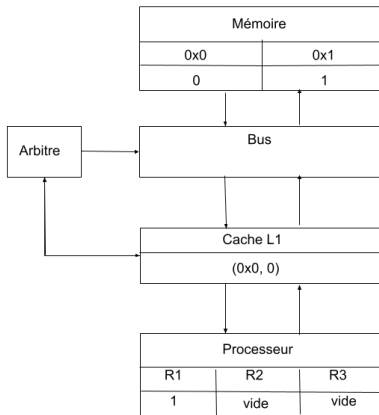 Mémoire
0x0 0x1
0 1
Arbitre
Bus
Cache L1
(0x0, 0)
Processeur
R1 R2 R3
1 vide vide